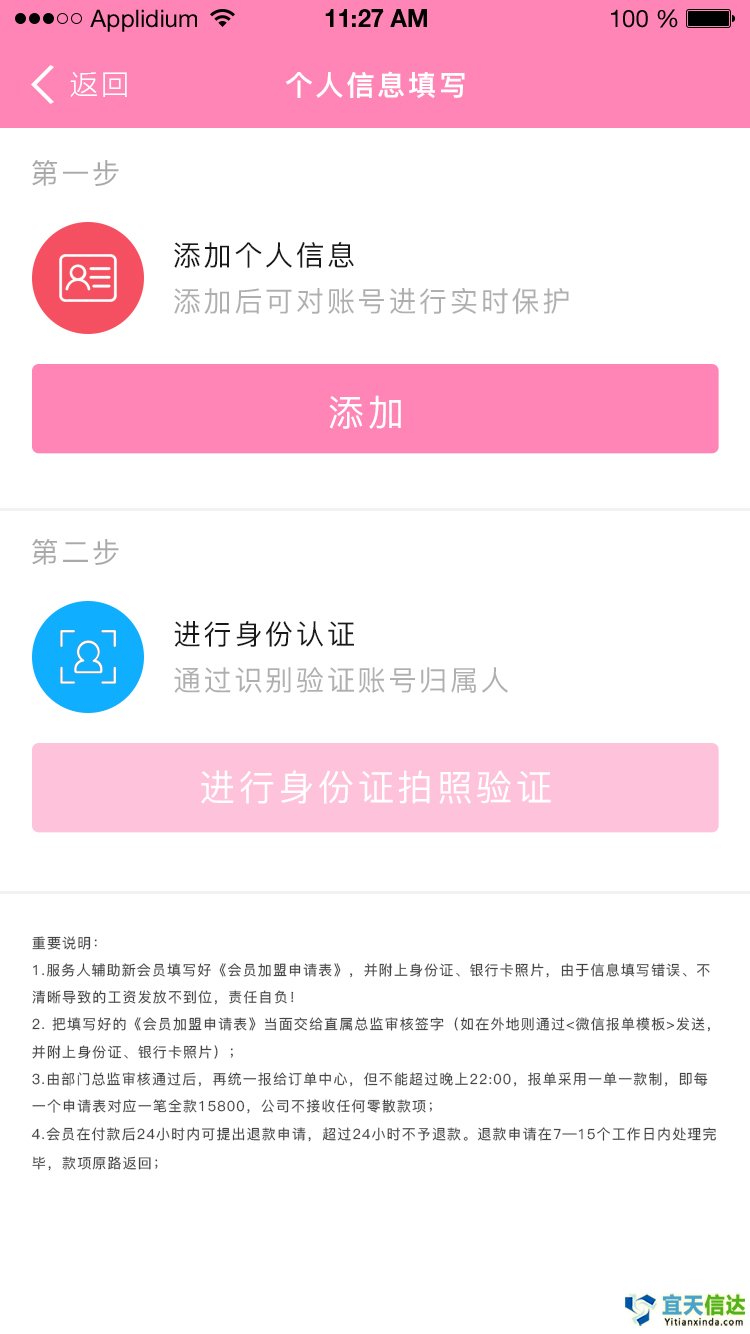 ●●●○○ Applidium 11:27 AM 100 %
返回 个人信息填写
第一步
添加个人信息
添加后可对账号进行实时保护
添加
第二步
进行身份认证
通过识别验证账号归属人
进行身份证拍照验证
重要说明：
1.服务人辅助新会员填写好《会员加盟申请表》，并附上身份证、银行卡照片，由于信息填写错误、不
清晰导致的工资发放不到位，责任自负！
2. 把填写好的《会员加盟申请表》当面交给直属总监审核签字（如在外地则通过<微信报单模板>发送，
并附上身份证、银行卡照片）；
3.由部门总监审核通过后，再统一报给订单中心，但不能超过晚上22:00，报单采用一单一款制，即每
一个申请表对应一笔全款15800，公司不接收任何零散款项；
4.会员在付款后24小时内可提出退款申请，超过24小时不予退款。退款申请在7—15个工作日内处理完
毕，款项原路返回；
宜天信达
Yitianxinda.com